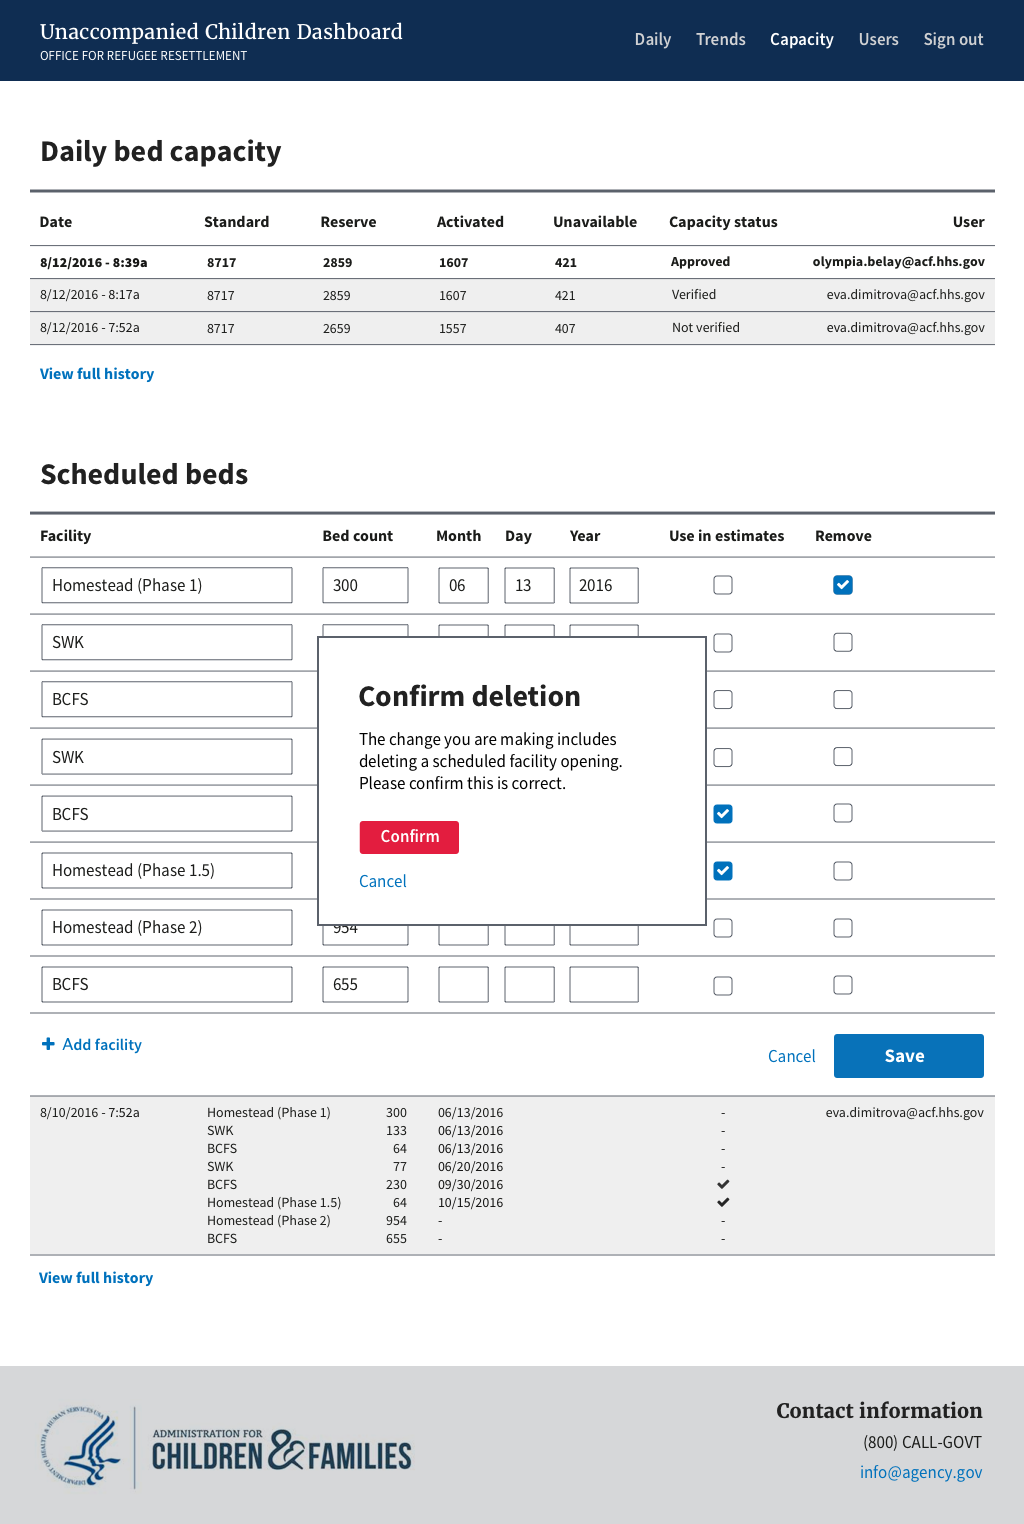 Unaccompanied Children Dashboard
OFFICE FOR REFUGEE RESETTLEMENT
Daily Trends Capacity Users Sign out
Daily bed capacity
Date Standard Reserve Activated Unavailable Capacity status User
8/12/2016 - 8:39a 8717 2859 1607 421 Approved olympia.belay@acf.hhs.gov
8/12/2016 - 8:17a 8717 2859 1607 421 Verified eva.dimitrova@acf.hhs.gov
8/12/2016 - 7:52a 8717 2659 1557 407 Not verified eva.dimitrova@acf.hhs.gov
View full history
Scheduled beds
Facility Bed count Month Day Year Use in estimates Remove
Homestead (Phase 1) 300 06 13 2016
SWK
BCFS
SWK
BCFS
Homestead (Phase 1.5)
Homestead (Phase 2) 954
BCFS 655
Confirm deletion
The change you are making includes
deleting a scheduled facility opening.
Please confirm this is correct.
Confirm
Cancel
Add facility
Cancel Save
8/10/2016 - 7:52a Homestead (Phase 1) 300 06/13/2016 - eva.dimitrova@acf.hhs.gov
SWK 133 06/13/2016 -
BCFS 64 06/13/2016 -
SWK 77 06/20/2016 -
BCFS 230 09/30/2016 ✔
Homestead (Phase 1.5) 64 10/15/2016 ✔
Homestead (Phase 2) 954 - -
BCFS 655 - -
View full history
DEPARTMENT OF HEALTH & HUMAN SERVICES USA
ADMINISTRATION FOR
CHILDREN & FAMILIES
Contact information
(800) CALL-GOVT
info@agency.gov